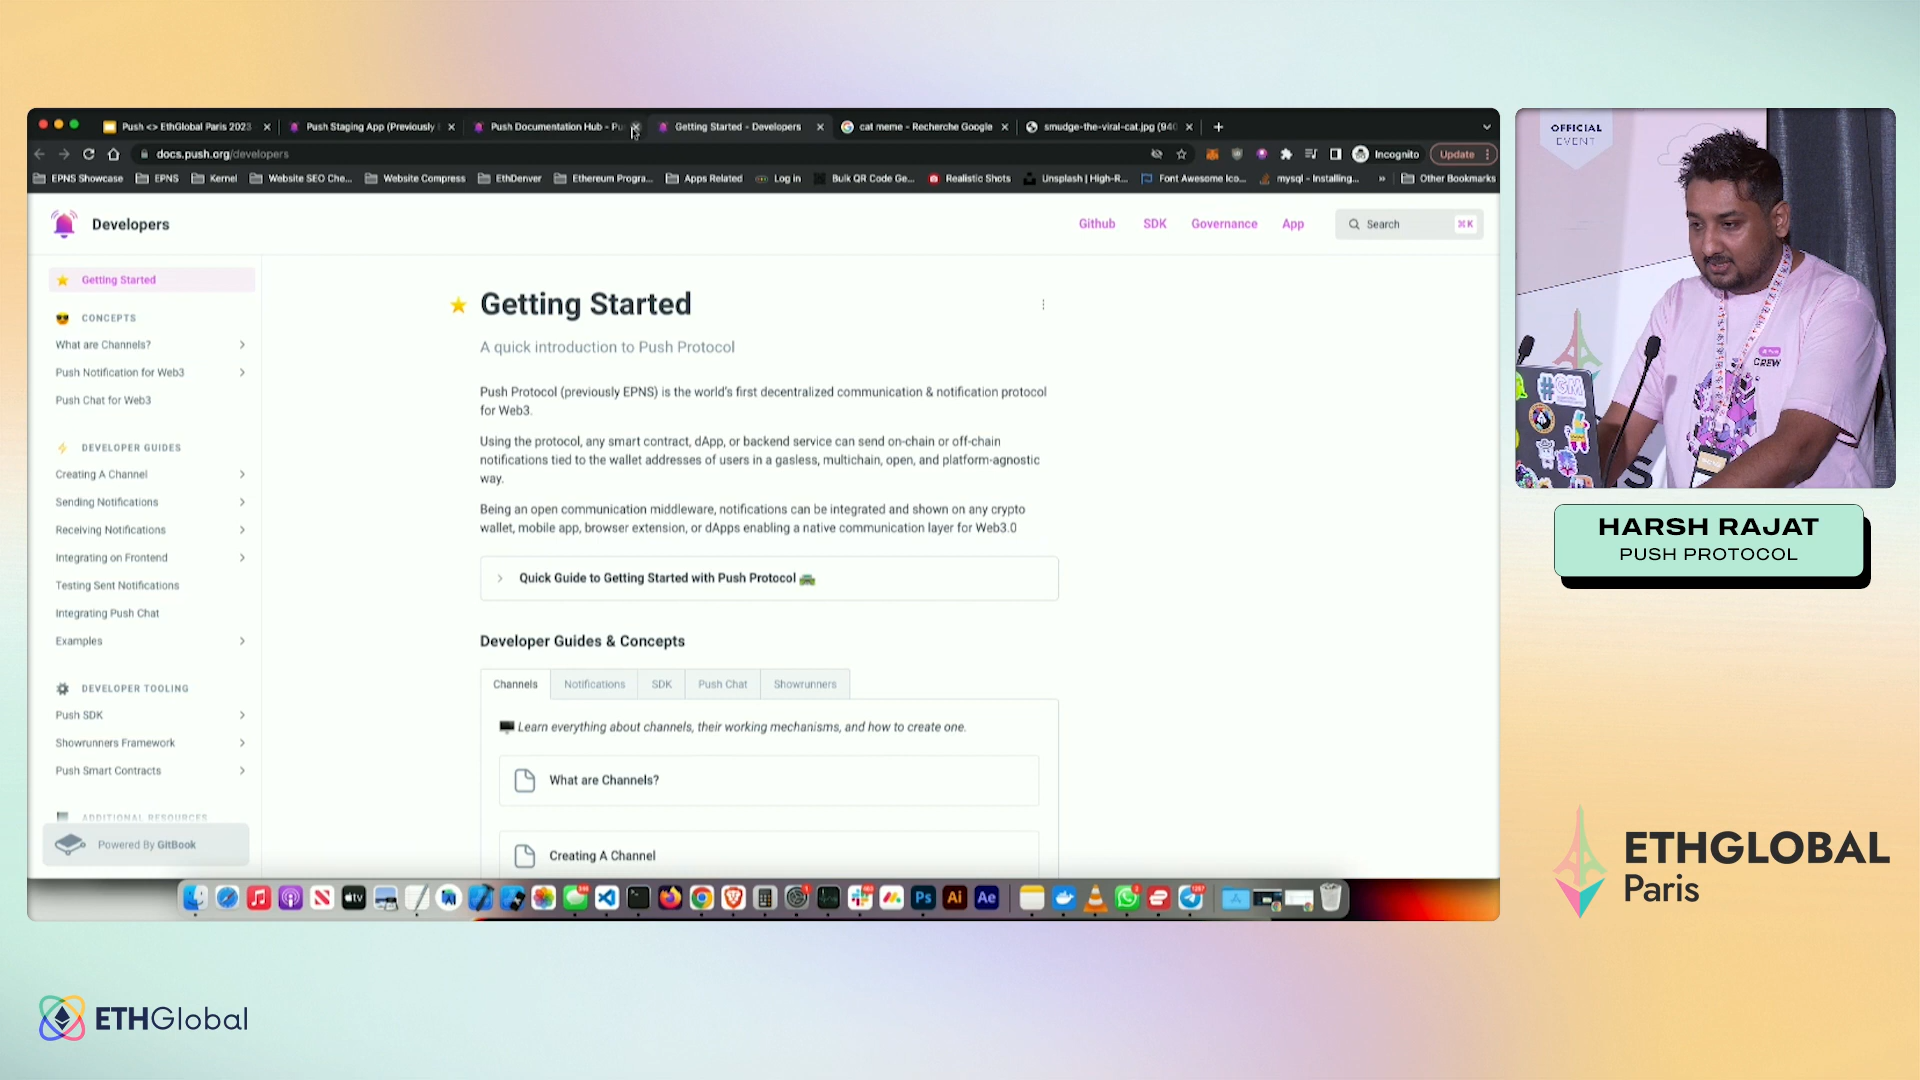 Push <> EthGlobal Paris 2023
Push Staging App (Previously
Push Documentation Hub - Pu
Getting Started - Developers
cat meme - Recherche Google
smudge-the-viral-cat.jpg (940
docs.push.org/developers
Incognito
Update
EPNS Showcase
EPNS
Kernel
Website SEO Che...
Website Compress
EthDenver
Ethereum Progra...
Apps Related
Log in
Bulk QR Code Ge...
Realistic Shots
Unsplash | High-R...
Font Awesome Ico...
mysql - Installing...
»
Other Bookmarks
Developers
Github
SDK
Governance
App
Search
⌘K
Getting Started
CONCEPTS
What are Channels?
Push Notification for Web3
Push Chat for Web3
DEVELOPER GUIDES
Creating A Channel
Sending Notifications
Receiving Notifications
Integrating on Frontend
Testing Sent Notifications
Integrating Push Chat
Examples
DEVELOPER TOOLING
Push SDK
Showrunners Framework
Push Smart Contracts
ADDITIONAL RESOURCES
Powered By GitBook
Getting Started
A quick introduction to Push Protocol
Push Protocol (previously EPNS) is the world's first decentralized communication & notification protocol
for Web3.
Using the protocol, any smart contract, dApp, or backend service can send on-chain or off-chain
notifications tied to the wallet addresses of users in a gasless, multichain, open, and platform-agnostic
way.
Being an open communication middleware, notifications can be integrated and shown on any crypto
wallet, mobile app, browser extension, or dApps enabling a native communication layer for Web3.0
Quick Guide to Getting Started with Push Protocol
Developer Guides & Concepts
Channels
Notifications
SDK
Push Chat
Showrunners
Learn everything about channels, their working mechanisms, and how to create one.
What are Channels?
Creating A Channel
tv
Ps
Ai
Ae
OFFICIAL
EVENT
CREW
#GM
S
HARSH RAJAT
PUSH PROTOCOL
ETHGLOBAL
Paris
ETHGlobal